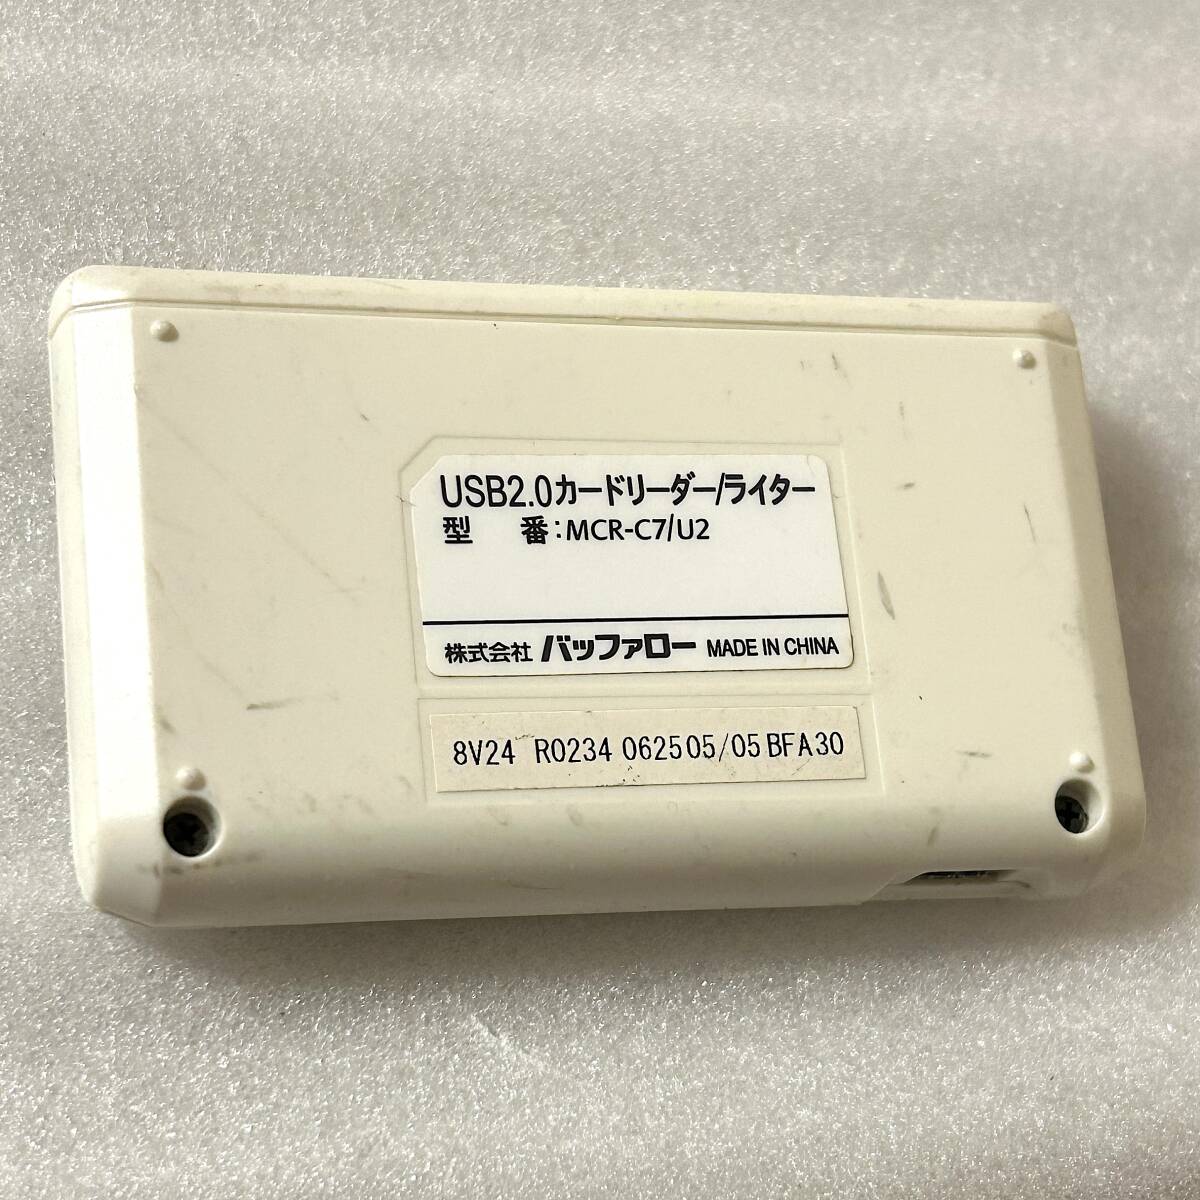 USB2.0カードリーダー/ライター
型　番:MCR-C7/U2
株式会社 バッファロー MADE IN CHINA
8V24 R0234 062505/05 BFA30